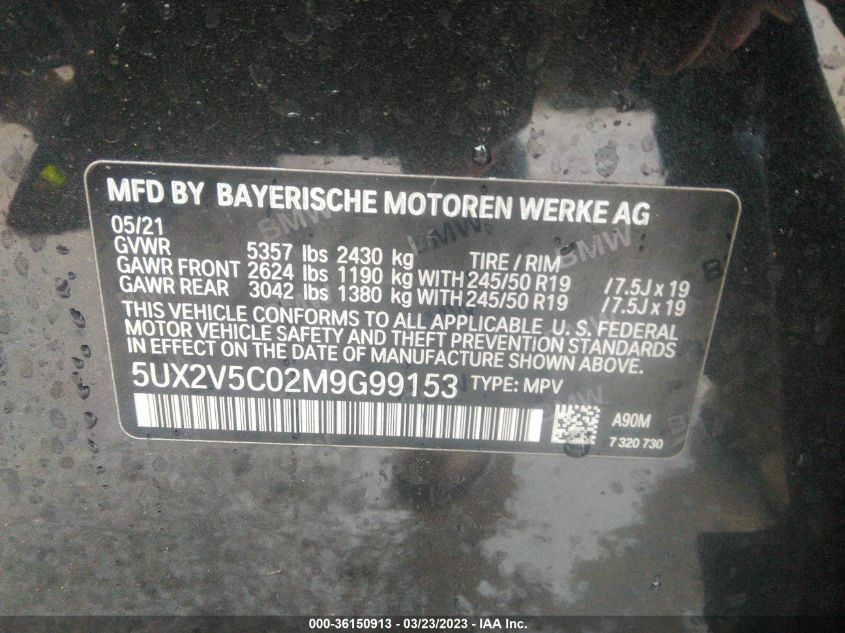 MFD BY BAYERISCHE MOTOREN WERKE AG
05/21
GVWR 5357 lbs 2430 kg TIRE / RIM
GAWR FRONT 2624 lbs 1190 kg WITH 245/50 R19 /7.5J x 19
GAWR REAR 3042 lbs 1380 kg WITH 245/50 R19 /7.5J x 19
THIS VEHICLE CONFORMS TO ALL APPLICABLE U. S. FEDERAL
MOTOR VEHICLE SAFETY AND THEFT PREVENTION STANDARDS
IN EFFECT ON THE DATE OF MANUFACTURE SHOWN ABOVE.
5UX2V5C02M9G99153 TYPE: MPV
A90M
7 320 730
000-36150913 - 03/23/2023 - IAA Inc.